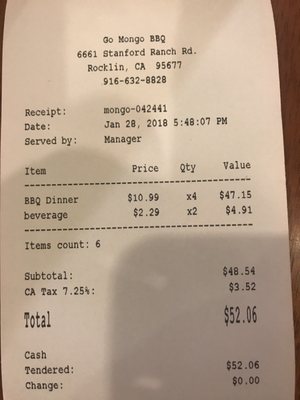 Go Mongo BBQ
6661 Stanford Ranch Rd.
Rocklin, CA 95677
916-632-8828
Receipt: mongo-042441
Date: Jan 28, 2018 5:48:07 PM
Served by: Manager
Item Price Qty Value
BBQ Dinner $10.99 x4 $47.15
beverage $2.29 x2 $4.91
Items count: 6
Subtotal: $48.54
CA Tax 7.25%: $3.52
Total $52.06
Cash
Tendered: $52.06
Change: $0.00